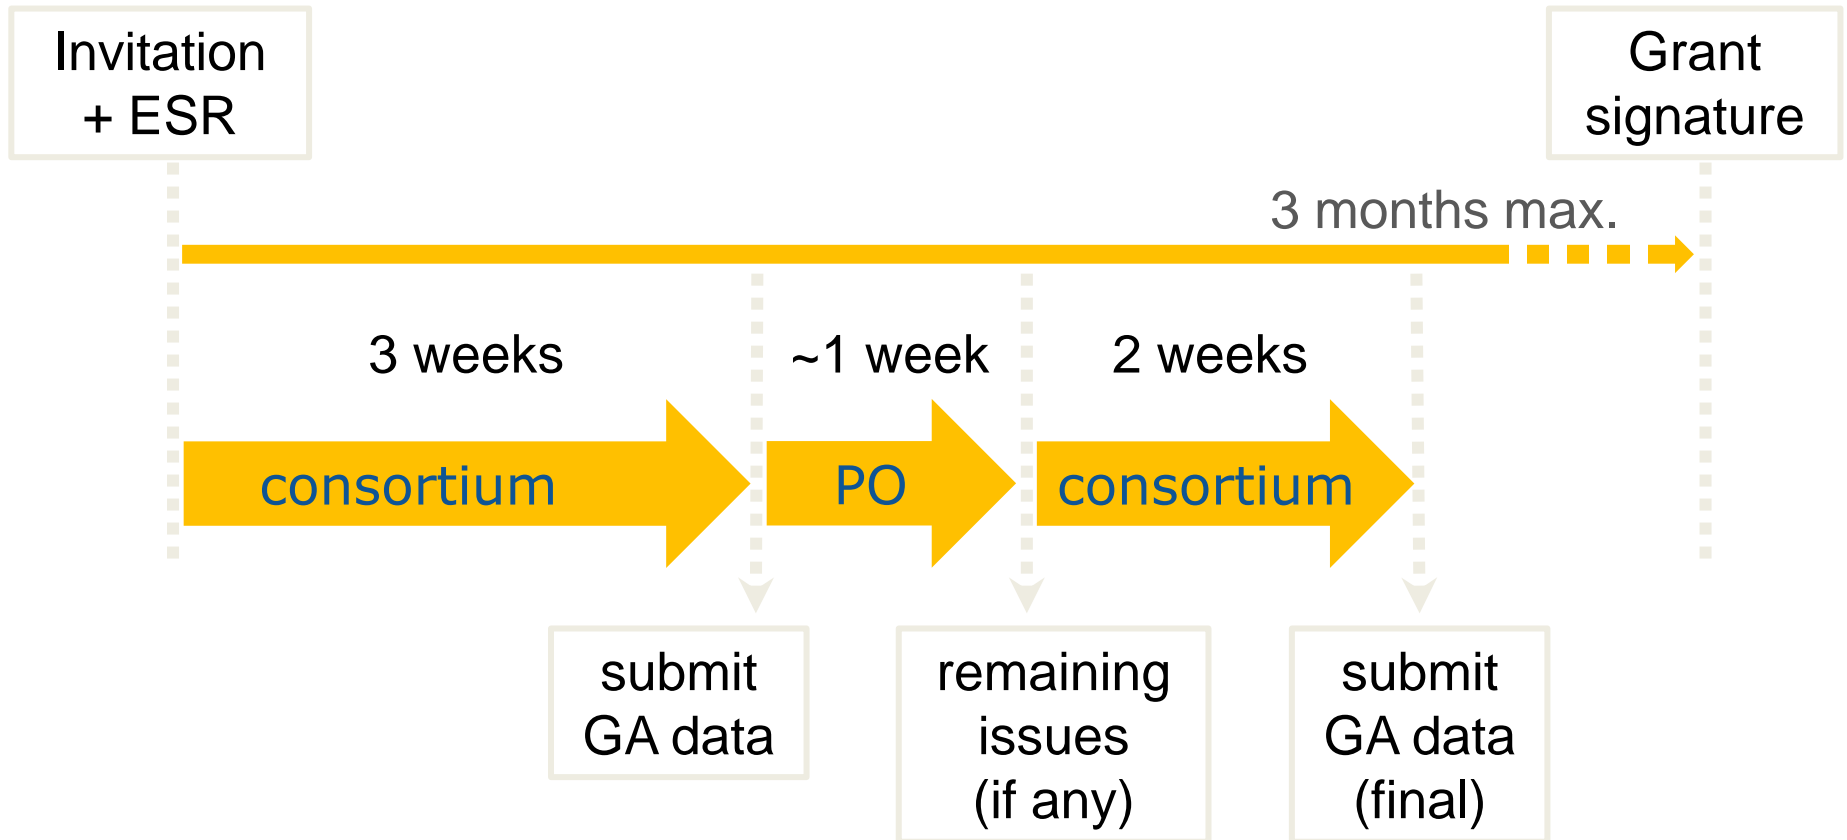 Invitation
+ ESR
Grant
signature
3 months max.
3 weeks
~1 week
2 weeks
consortium
PO
consortium
submit
GA data
remaining
issues
(if any)
submit
GA data
(final)